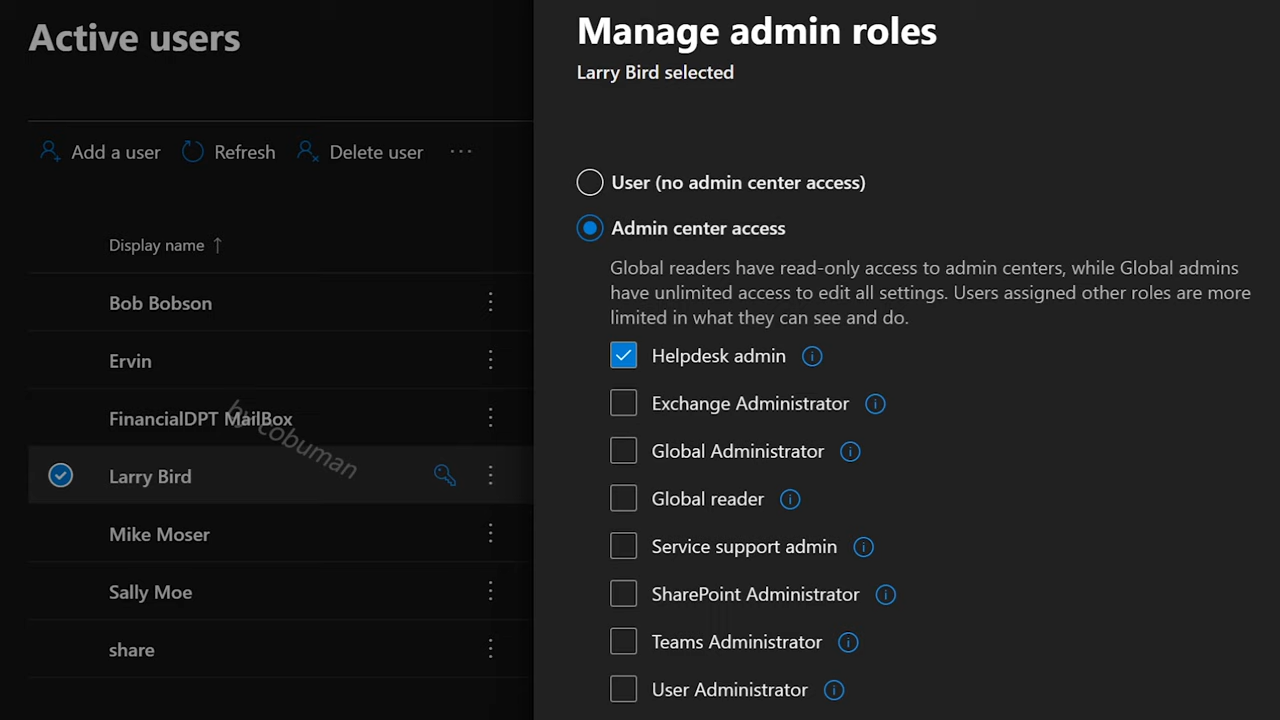 Active users
Add a user
Refresh
Delete user
Display name
Bob Bobson
Ervin
FinancialDPT MailBox
Larry Bird
Mike Moser
Sally Moe
share
by cobuman
Manage admin roles
Larry Bird selected
User (no admin center access)
Admin center access
Global readers have read-only access to admin centers, while Global admins
have unlimited access to edit all settings. Users assigned other roles are more
limited in what they can see and do.
Helpdesk admin
Exchange Administrator
Global Administrator
Global reader
Service support admin
SharePoint Administrator
Teams Administrator
User Administrator